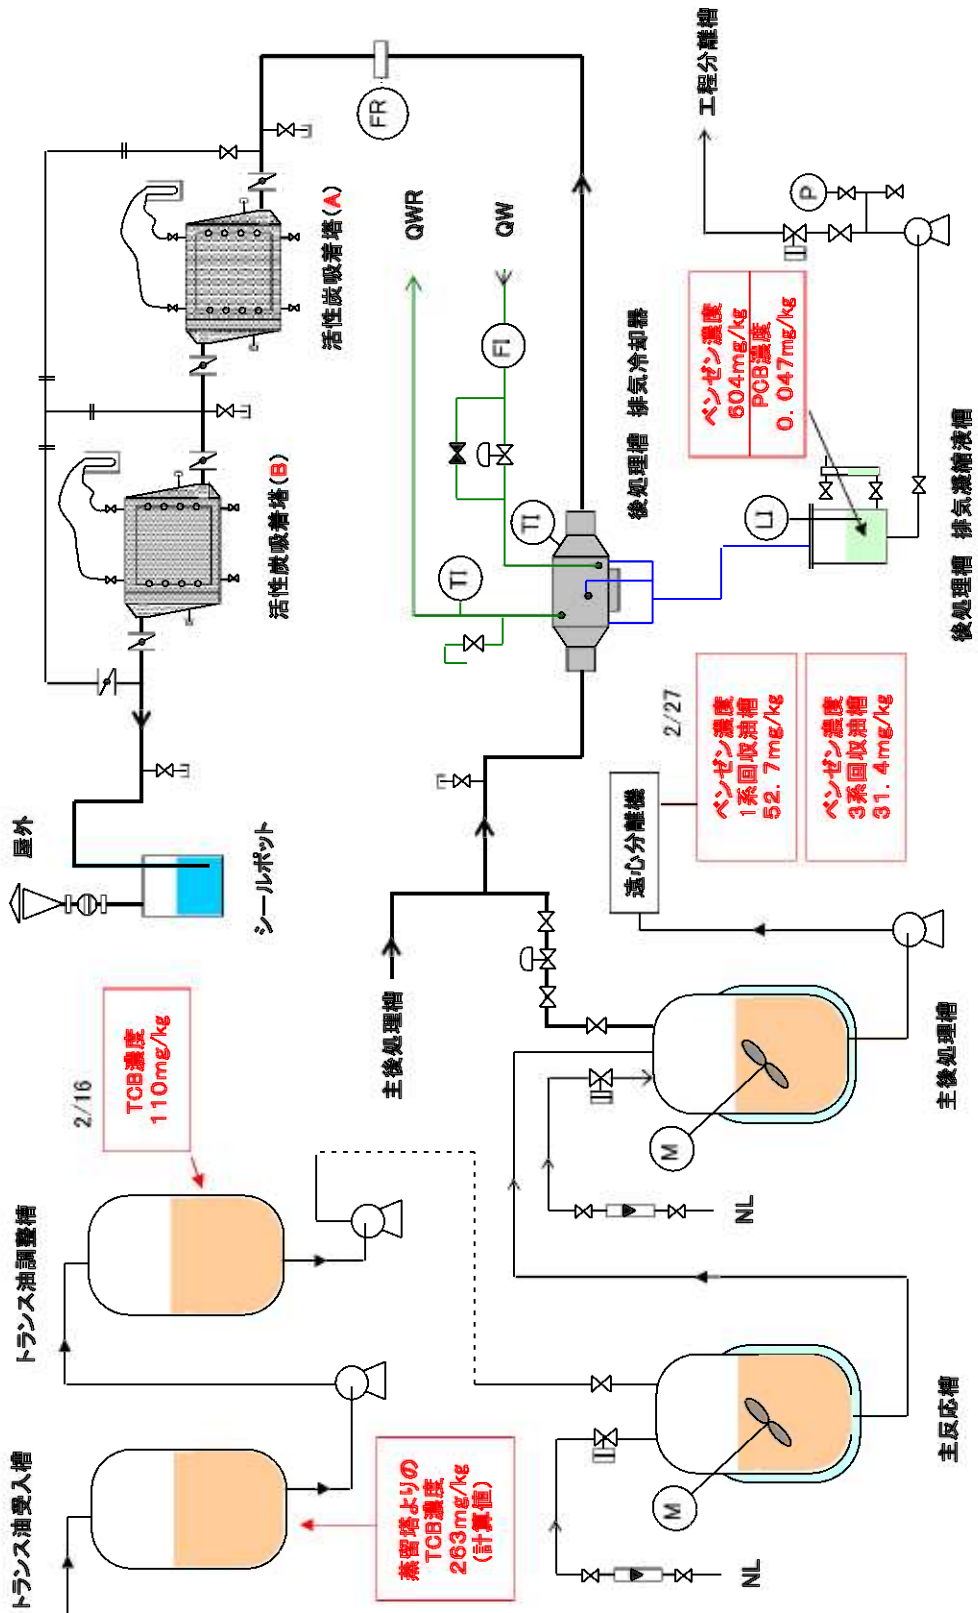 トランス油受入槽
蒸留塔よりの
TCB濃度
263mg/kg
(計算値)
トランス油調整槽
2/16
TCB濃度
110mg/kg
主反応槽
M
NL
主後処理槽
M
NL
主後処理槽
遠心分離機
2/27
ベンゼン濃度
1系回収油槽
52. 7mg/kg
ベンゼン濃度
3系回収油槽
31. 4mg/kg
屋外
シールポット
活性炭吸着塔(B)
活性炭吸着塔(A)
FR
QWR
QW
FI
TI
TI
後処理槽 排気冷却器
ベンゼン濃度
604mg/kg
PCB濃度
0. 047mg/kg
LI
後処理槽 排気凝縮液槽
P
工程分離槽